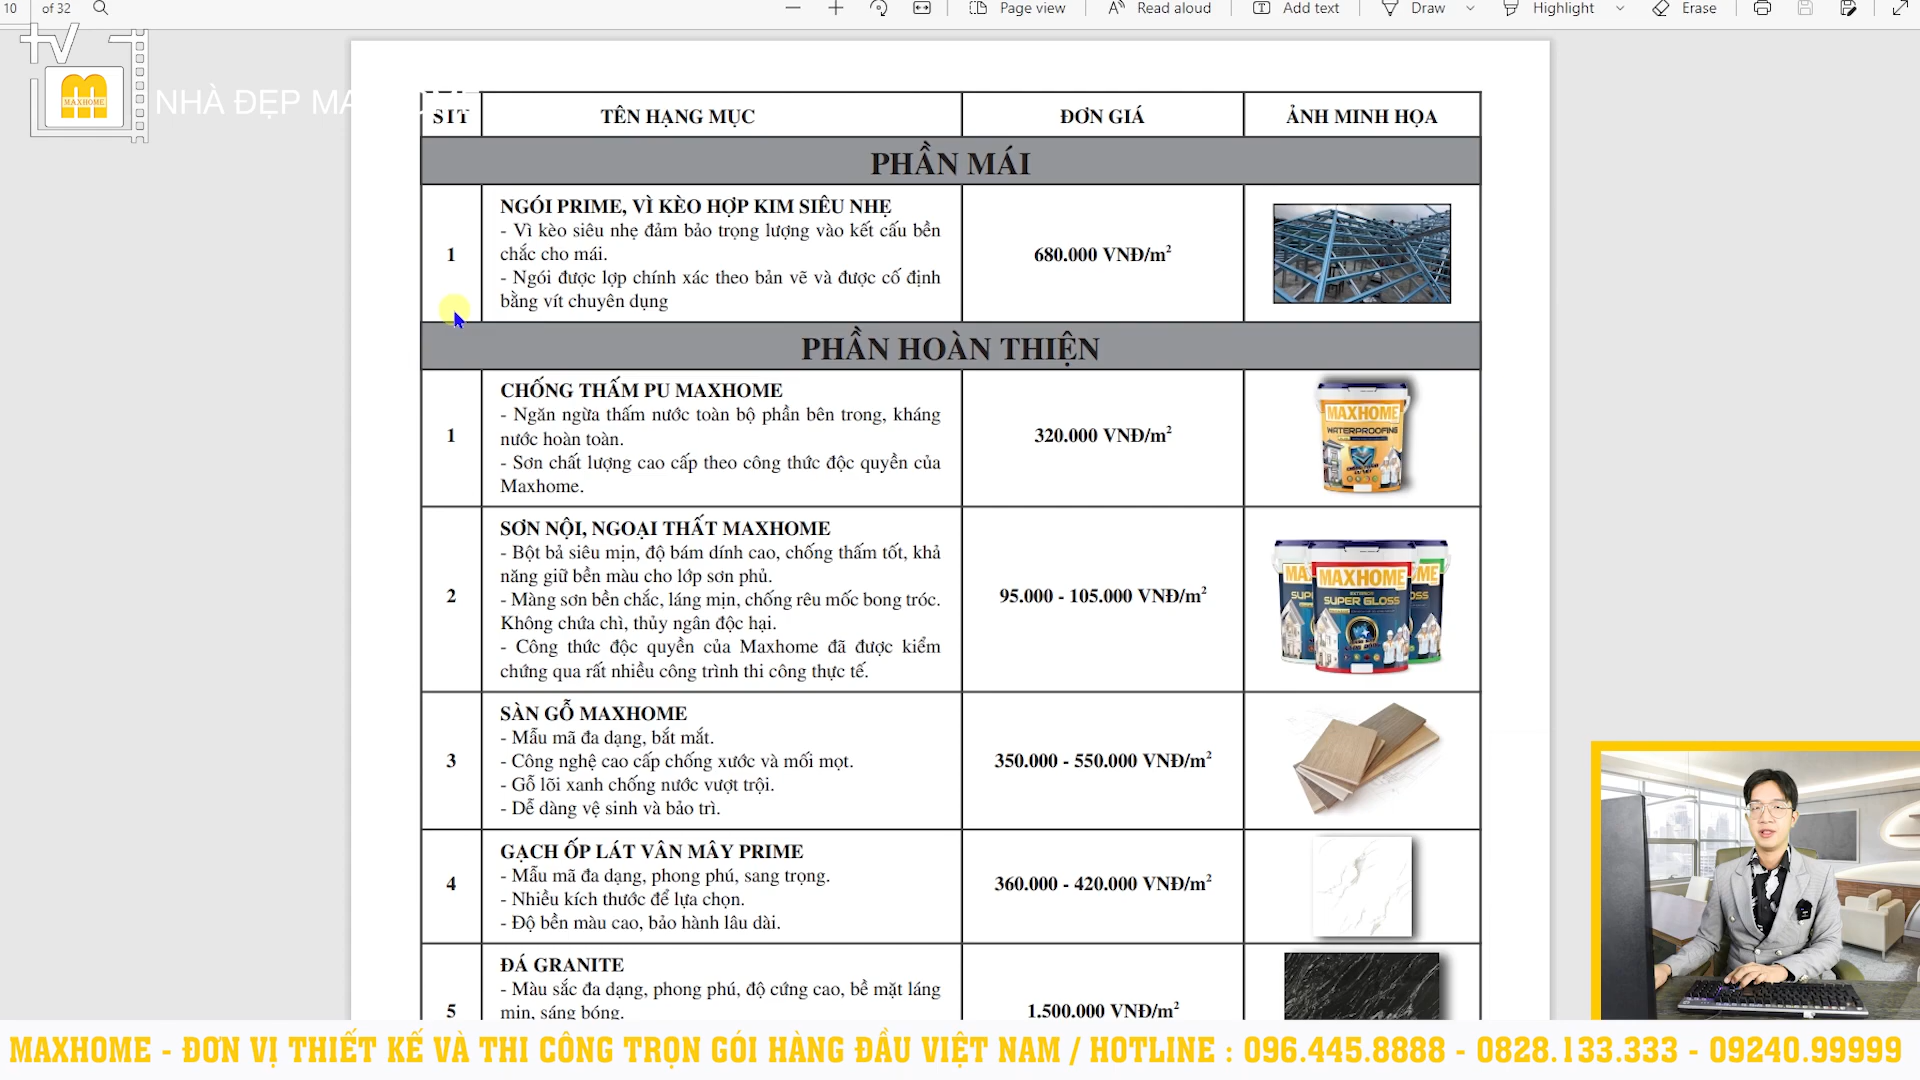 10 of 32 Page view Read aloud Add text Draw Highlight Erase
tv
MAXHOME
NHÀ ĐẸP MA
TÊN HẠNG MỤC ĐƠN GIÁ ẢNH MINH HỌA
PHẦN MÁI
1
NGÓI PRIME, VÌ KÈO HỢP KIM SIÊU NHẸ
- Vì kèo siêu nhẹ đảm bảo trọng lượng vào kết cấu bền
chắc cho mái.
- Ngói được lợp chính xác theo bản vẽ và được cố định
bằng vít chuyên dụng
680.000 VNĐ/m²
PHẦN HOÀN THIỆN
1
CHỐNG THẤM PU MAXHOME
- Ngăn ngừa thấm nước toàn bộ phần bên trong, kháng
nước hoàn toàn.
- Sơn chất lượng cao cấp theo công thức độc quyền của
Maxhome.
320.000 VNĐ/m²
MAXHOME
WATERPROOFING
2
SƠN NỘI, NGOẠI THẤT MAXHOME
- Bột bả siêu mịn, độ bám dính cao, chống thấm tốt, khả
năng giữ bền màu cho lớp sơn phủ.
- Màng sơn bền chắc, láng mịn, chống rêu mốc bong tróc.
Không chứa chì, thủy ngân độc hại.
- Công thức độc quyền của Maxhome đã được kiểm
chứng qua rất nhiều công trình thi công thực tế.
95.000 - 105.000 VNĐ/m²
MA MAXHOME ME
EXTERIOR
SUP SUPER GLOSS OSS
3
SÀN GỖ MAXHOME
- Mẫu mã đa dạng, bắt mắt.
- Công nghệ cao cấp chống xước và mối mọt.
- Gỗ lõi xanh chống nước vượt trội.
- Dễ dàng vệ sinh và bảo trì.
350.000 - 550.000 VNĐ/m²
4
GẠCH ỐP LÁT VÂN MÂY PRIME
- Mẫu mã đa dạng, phong phú, sang trọng.
- Nhiều kích thước để lựa chọn.
- Độ bền màu cao, bảo hành lâu dài.
360.000 - 420.000 VNĐ/m²
5
ĐÁ GRANITE
- Màu sắc đa dạng, phong phú, độ cứng cao, bề mặt láng
mịn, sáng bóng.
1.500.000 VNĐ/m²
MAXHOME - ĐƠN VỊ THIẾT KẾ VÀ THI CÔNG TRỌN GÓI HÀNG ĐẦU VIỆT NAM / HOTLINE : 096.445.8888 - 0828.133.333 - 09240.99999